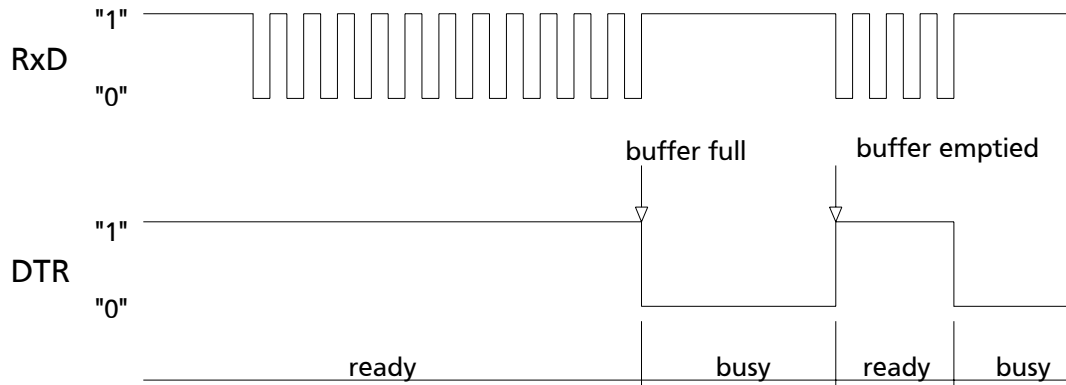 "1"
RxD
"0"
buffer full
buffer emptied
"1"
DTR
"0"
ready
busy
ready
busy